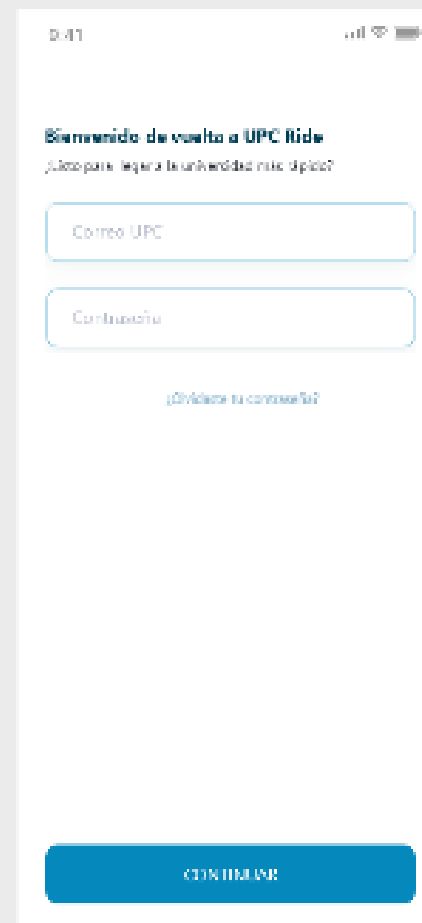 9:41
Bienvenido de vuelta a UPC Ride
¿Listo para llegar a la universidad más rápido?
Correo UPC
Contraseña
¿Olvidaste tu contraseña?
CONTINUAR